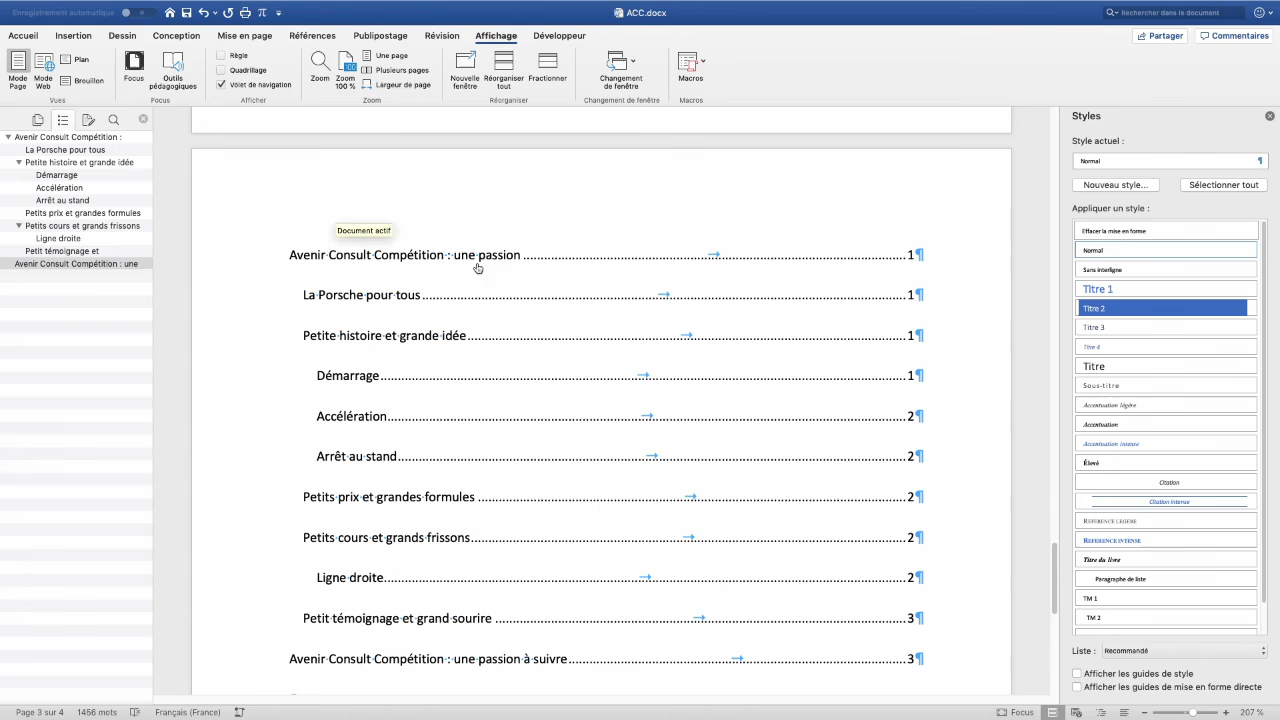 Enregistrement automatique
ACC.docx
Rechercher dans le document
Accueil Insertion Dessin Conception Mise en page Références Publipostage Révision Affichage Développeur
Partager Commentaires
Mode Page
Mode Web
Plan
Brouillon
Vues
Focus
Outils pédagogiques
Focus
Règle
Quadrillage
Volet de navigation
Afficher
Zoom
Zoom 100 %
Une page
Plusieurs pages
Largeur de page
Zoom
Nouvelle fenêtre
Réorganiser tout
Fractionner
Réorganiser
Changement de fenêtre
Changement de fenêtre
Macros
Macros
Avenir Consult Compétition :
La Porsche pour tous
Petite histoire et grande idée
Démarrage
Accélération
Arrêt au stand
Petits prix et grandes formules
Petits cours et grands frissons
Ligne droite
Petit témoignage et
Avenir Consult Compétition : une
Document actif
Avenir Consult Compétition : une passion → 1¶
La Porsche pour tous → 1¶
Petite histoire et grande idée → 1¶
Démarrage → 1¶
Accélération → 2¶
Arrêt au stand → 2¶
Petits prix et grandes formules → 2¶
Petits cours et grands frissons → 2¶
Ligne droite → 2¶
Petit témoignage et grand sourire → 3¶
Avenir Consult Compétition : une passion à suivre → 3¶
Styles
Style actuel :
Normal ¶
Nouveau style... Sélectionner tout
Appliquer un style :
Effacer la mise en forme
Normal
Sans interligne
Titre 1
Titre 2
Titre 3
Titre 4
Titre
Sous-titre
Accentuation légère
Accentuation
Accentuation intense
Élevé
Citation
Citation intense
REFERENCE LEGERE
REFERENCE INTENSE
Titre du livre
Paragraphe de liste
TM 1
TM 2
Liste : Recommandé
Afficher les guides de style
Afficher les guides de mise en forme directe
Page 3 sur 4 1456 mots Français (France) Focus 207 %